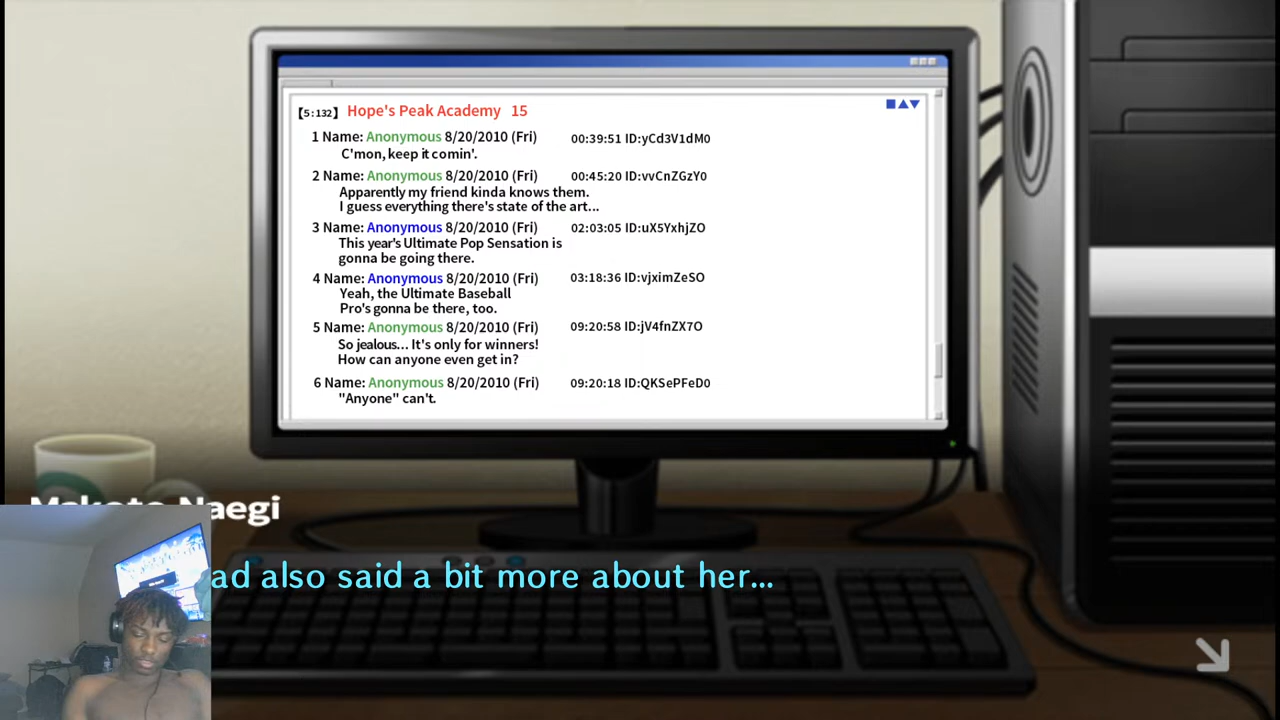 【5:132】 Hope's Peak Academy 15
1 Name: Anonymous 8/20/2010 (Fri) 00:39:51 ID:yCd3V1dM0
C'mon, keep it comin'.
2 Name: Anonymous 8/20/2010 (Fri) 00:45:20 ID:vvCnZGzY0
Apparently my friend kinda knows them.
I guess everything there's state of the art...
3 Name: Anonymous 8/20/2010 (Fri) 02:03:05 ID:uX5YxhjZO
This year's Ultimate Pop Sensation is
gonna be going there.
4 Name: Anonymous 8/20/2010 (Fri) 03:18:36 ID:vjximZeSO
Yeah, the Ultimate Baseball
Pro's gonna be there, too.
5 Name: Anonymous 8/20/2010 (Fri) 09:20:58 ID:jV4fnZX7O
So jealous... It's only for winners!
How can anyone even get in?
6 Name: Anonymous 8/20/2010 (Fri) 09:20:18 ID:QKSePFeD0
"Anyone" can't.
Makoto Naegi
ad also said a bit more about her...